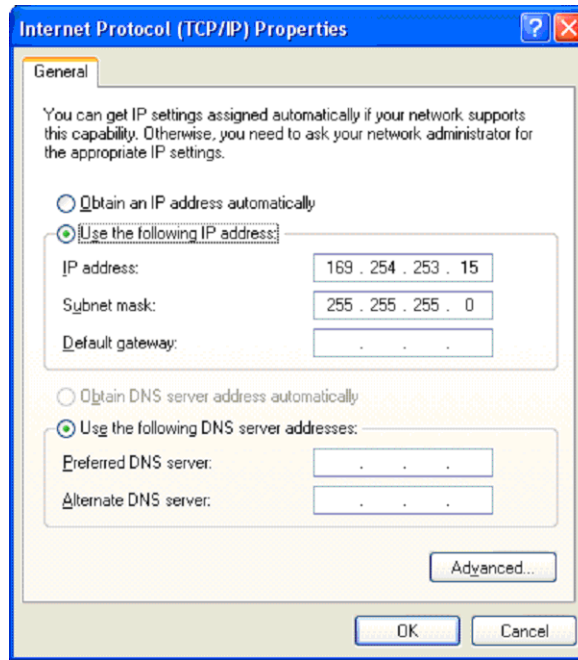 Internet Protocol (TCP/IP) Properties
General
You can get IP settings assigned automatically if your network supports
this capability. Otherwise, you need to ask your network administrator for
the appropriate IP settings.
Obtain an IP address automatically
Use the following IP address:
IP address: 169 . 254 . 253 . 15
Subnet mask: 255 . 255 . 255 . 0
Default gateway: . . .
Obtain DNS server address automatically
Use the following DNS server addresses:
Preferred DNS server: . . .
Alternate DNS server: . . .
Advanced...
OK Cancel